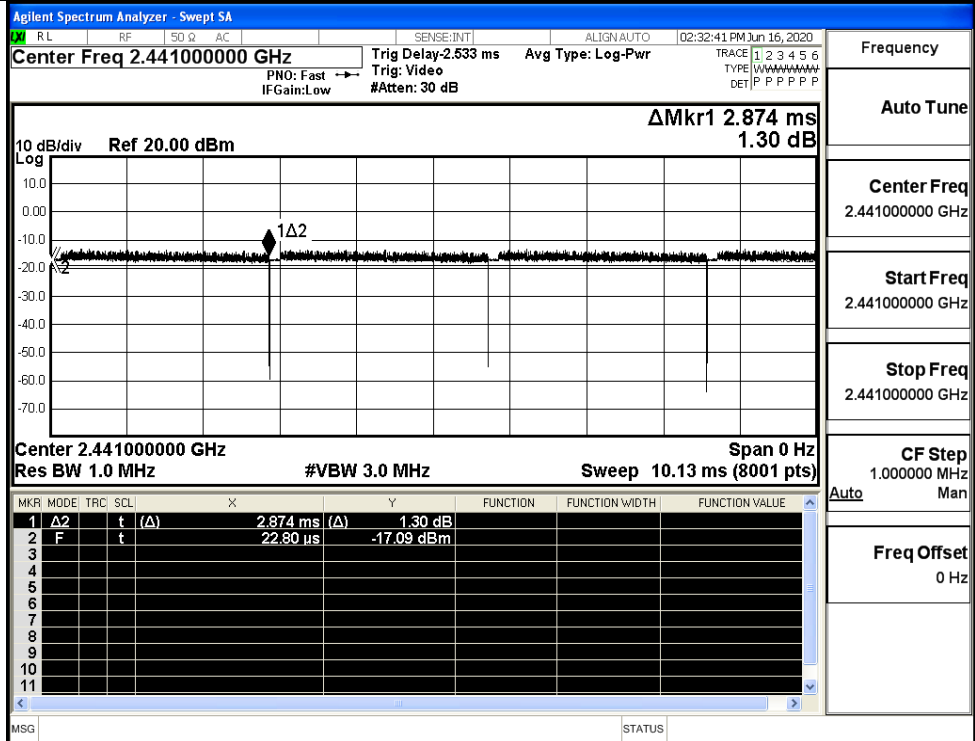 Agilent Spectrum Analyzer - Swept SA
LXI RL RF 50 Ω AC SENSE:INT ALIGNAUTO 02:32:41 PM Jun 16, 2020
Center Freq 2.441000000 GHz Trig Delay-2.533 ms Avg Type: Log-Pwr TRACE 1 2 3 4 5 6
PNO: Fast Trig: Video TYPE WWWWWW
IFGain:Low #Atten: 30 dB DET P P P P P P
Frequency
ΔMkr1 2.874 ms
1.30 dB
10 dB/div Ref 20.00 dBm
Log
10.0
0.00
-10.0
-20.0
-30.0
-40.0
-50.0
-60.0
-70.0
1Δ2
2
Center 2.441000000 GHz Span 0 Hz
Res BW 1.0 MHz #VBW 3.0 MHz Sweep 10.13 ms (8001 pts)
MKR MODE TRC SCL X Y FUNCTION FUNCTION WIDTH FUNCTION VALUE
1 Δ2 t (Δ) 2.874 ms (Δ) 1.30 dB
2 F t 22.80 µs -17.09 dBm
3
4
5
6
7
8
9
10
11
MSG STATUS
Auto Tune
Center Freq
2.441000000 GHz
Start Freq
2.441000000 GHz
Stop Freq
2.441000000 GHz
CF Step
1.000000 MHz
Auto Man
Freq Offset
0 Hz